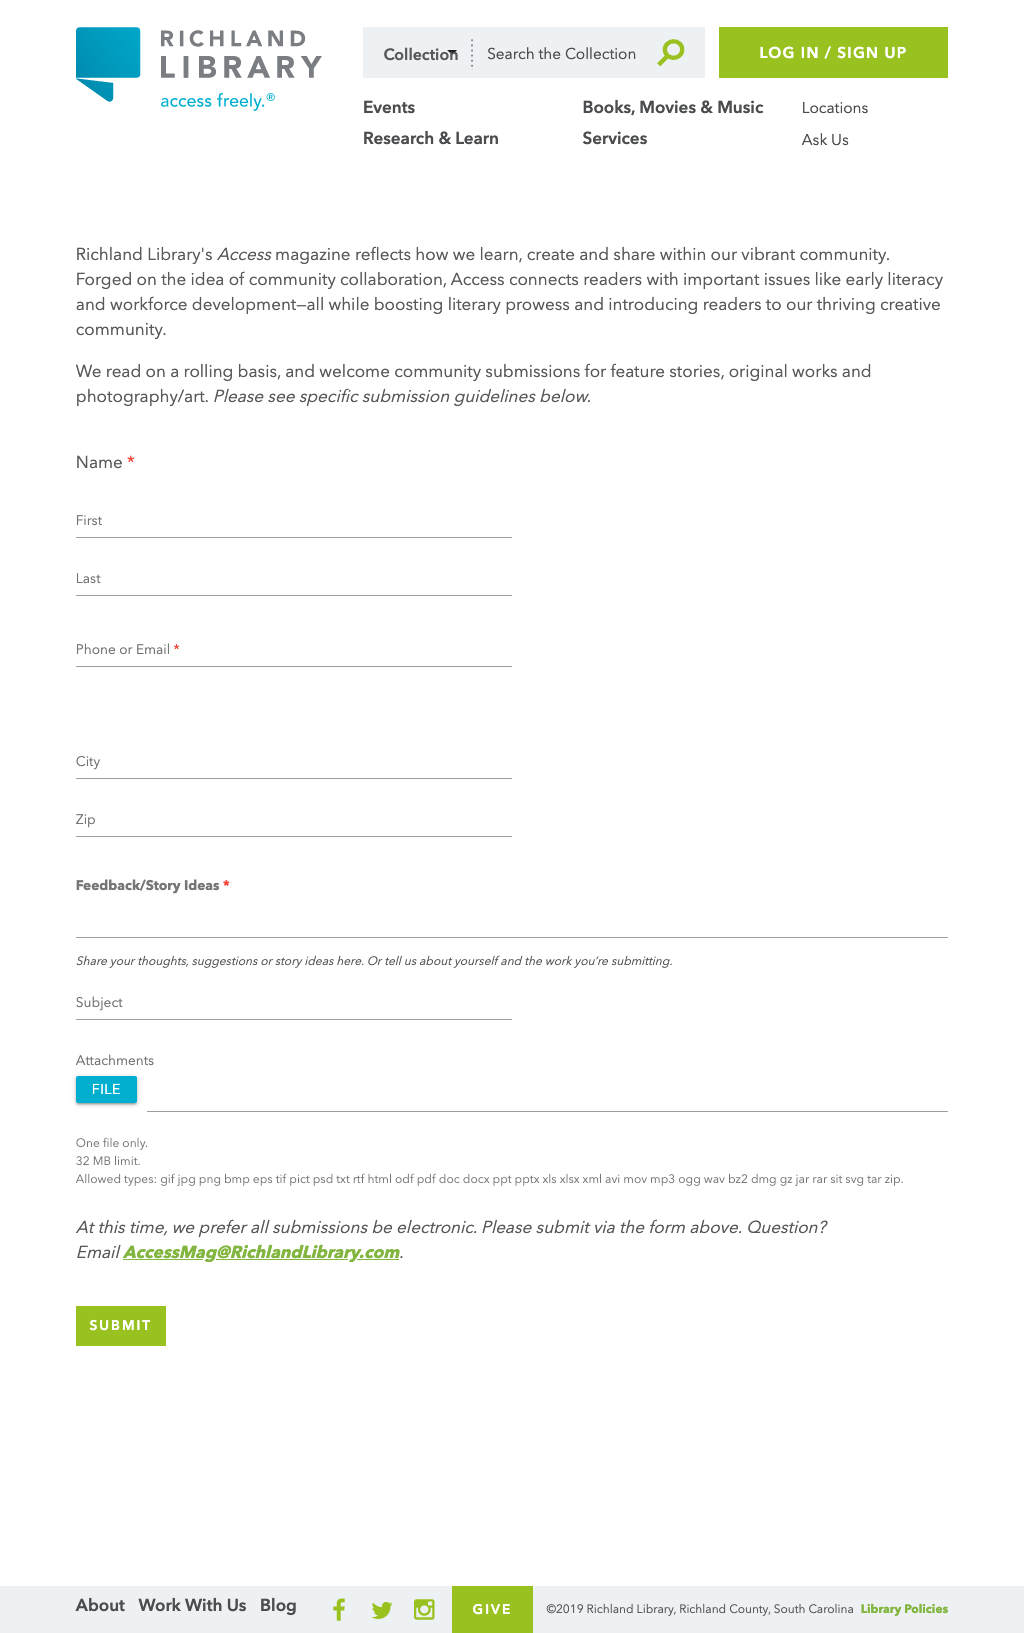 RICHLAND
LIBRARY
access freely.®
Collection
Search the Collection
LOG IN / SIGN UP
Events
Books, Movies & Music
Locations
Research & Learn
Services
Ask Us
Richland Library's Access magazine reflects how we learn, create and share within our vibrant community.
Forged on the idea of community collaboration, Access connects readers with important issues like early literacy
and workforce development—all while boosting literary prowess and introducing readers to our thriving creative
community.
We read on a rolling basis, and welcome community submissions for feature stories, original works and
photography/art. Please see specific submission guidelines below.
Name *
First
Last
Phone or Email *
City
Zip
Feedback/Story Ideas *
Share your thoughts, suggestions or story ideas here. Or tell us about yourself and the work you're submitting.
Subject
Attachments
FILE
One file only.
32 MB limit.
Allowed types: gif jpg png bmp eps tif pict psd txt rtf html odf pdf doc docx ppt pptx xls xlsx xml avi mov mp3 ogg wav bz2 dmg gz jar rar sit svg tar zip.
At this time, we prefer all submissions be electronic. Please submit via the form above. Question?
Email AccessMag@RichlandLibrary.com.
SUBMIT
About Work With Us Blog
GIVE
©2019 Richland Library, Richland County, South Carolina Library Policies